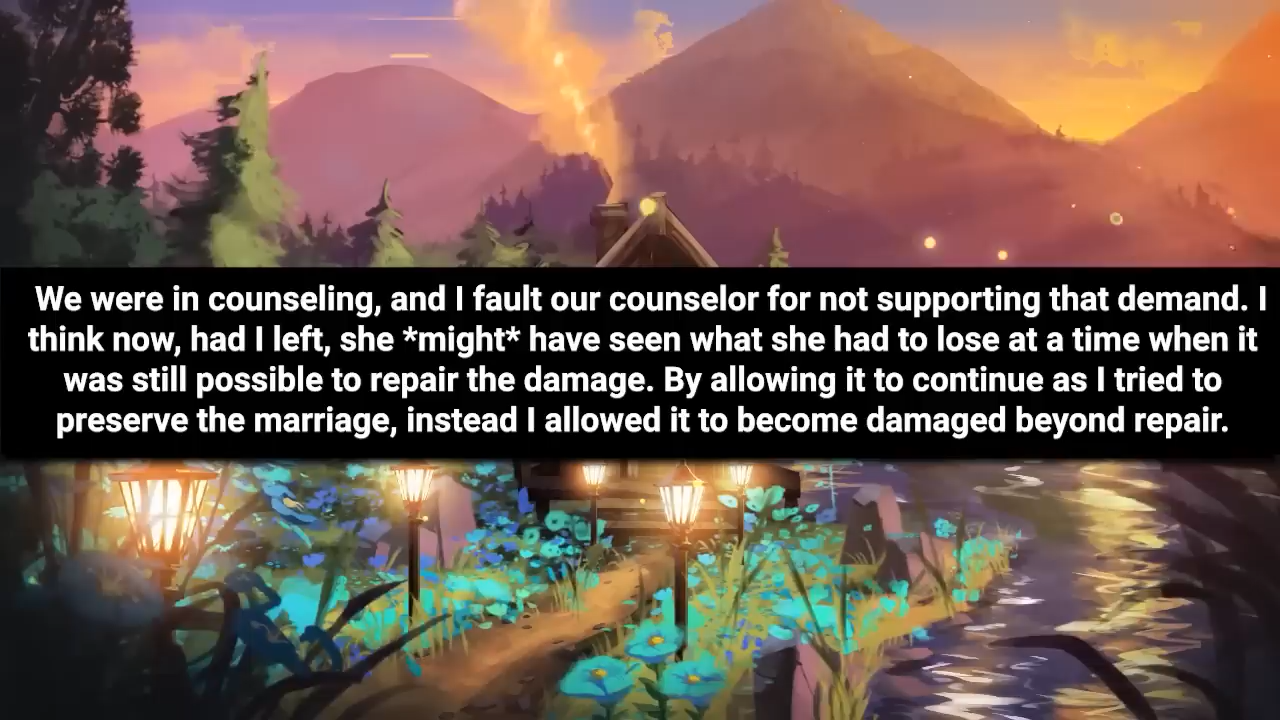 We were in counseling, and I fault our counselor for not supporting that demand. I
think now, had I left, she *might* have seen what she had to lose at a time when it
was still possible to repair the damage. By allowing it to continue as I tried to
preserve the marriage, instead I allowed it to become damaged beyond repair.